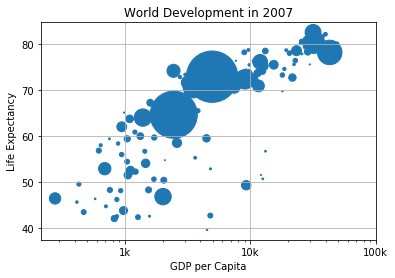 World Development in 2007
Life Expectancy
80
70
60
50
40
1k
10k
100k
GDP per Capita